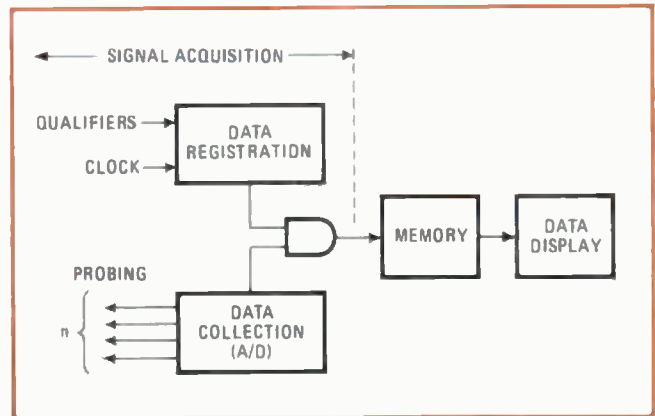 SIGNAL ACQUISITION
QUALIFIERS
CLOCK
DATA
REGISTRATION
MEMORY
DATA
DISPLAY
PROBING
n
DATA
COLLECTION
(A/D)